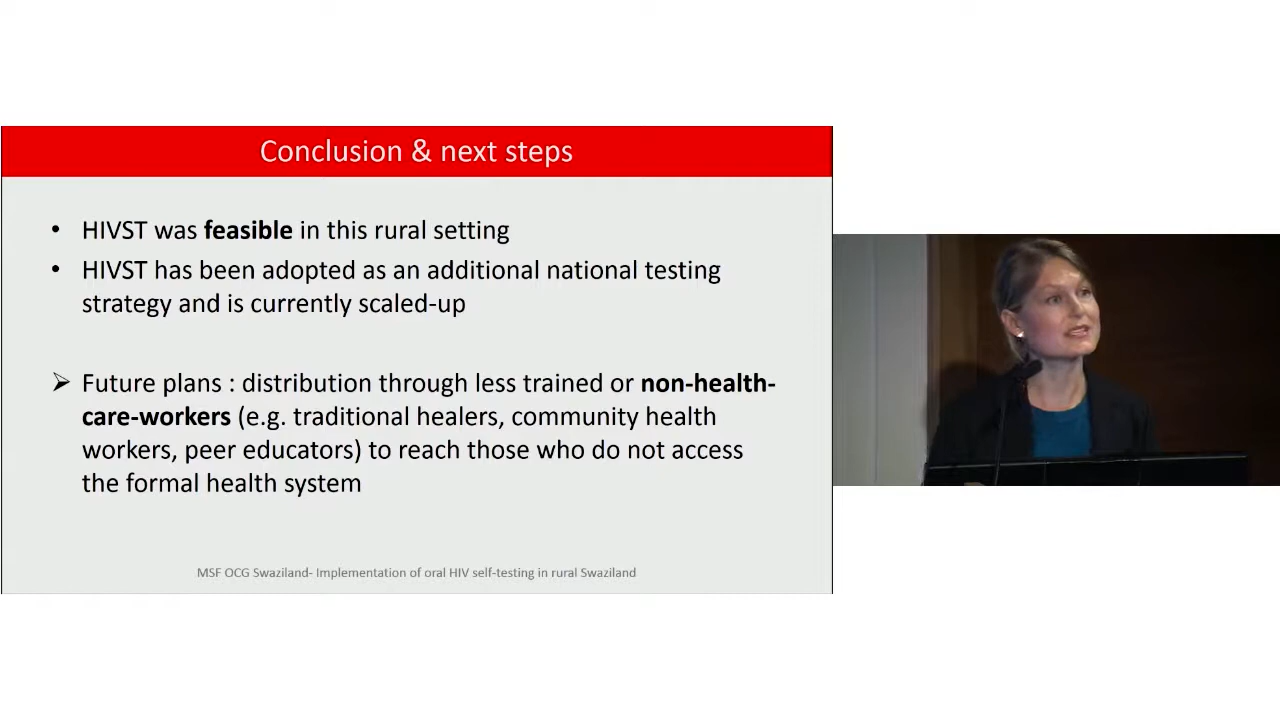 Conclusion & next steps
• HIVST was feasible in this rural setting
• HIVST has been adopted as an additional national testing
strategy and is currently scaled-up
➢ Future plans : distribution through less trained or non-health-
care-workers (e.g. traditional healers, community health
workers, peer educators) to reach those who do not access
the formal health system
MSF OCG Swaziland- Implementation of oral HIV self-testing in rural Swaziland